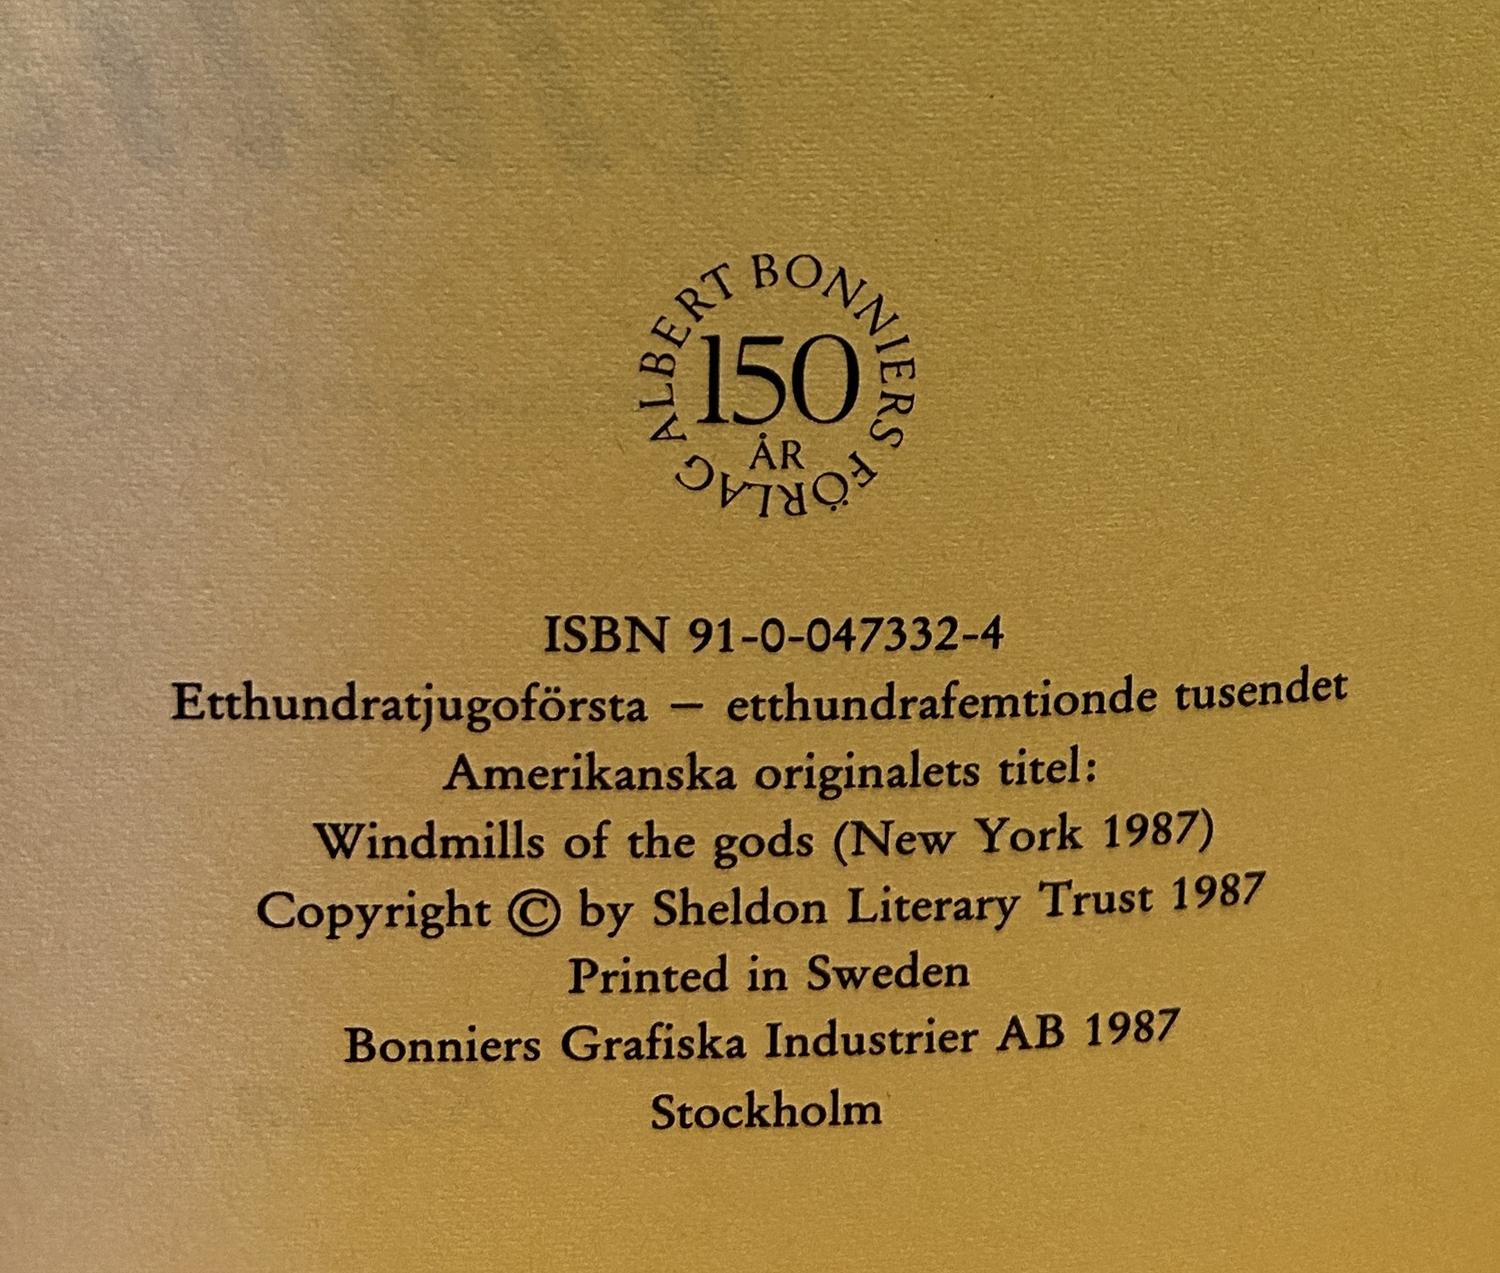 ALBERT BONNIERS FÖRLAG
150
ÅR
ISBN 91-0-047332-4
Etthundratjugoförsta – etthundrafemtionde tusendet
Amerikanska originalets titel:
Windmills of the gods (New York 1987)
Copyright © by Sheldon Literary Trust 1987
Printed in Sweden
Bonniers Grafiska Industrier AB 1987
Stockholm